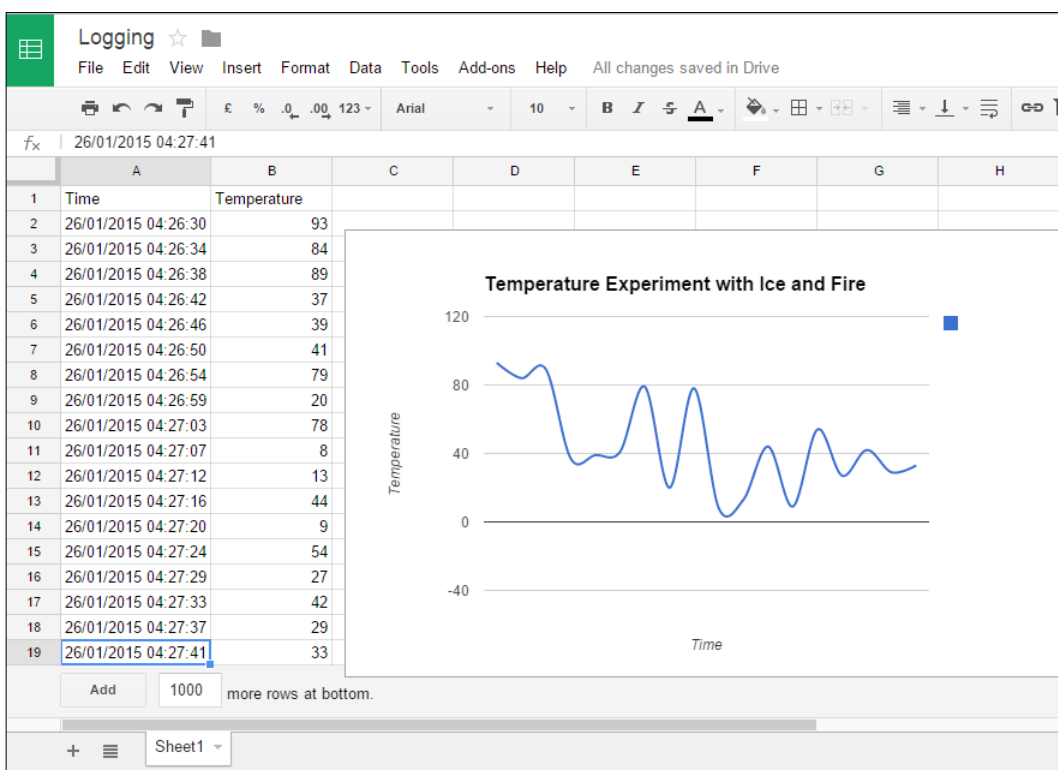 Logging
File Edit View Insert Format Data Tools Add-ons Help All changes saved in Drive
£ % .0 .00 123 Arial 10 B I S A
fx 26/01/2015 04:27:41
A B C D E F G H
1 Time Temperature
2 26/01/2015 04:26:30 93
3 26/01/2015 04:26:34 84
4 26/01/2015 04:26:38 89
5 26/01/2015 04:26:42 37
6 26/01/2015 04:26:46 39
7 26/01/2015 04:26:50 41
8 26/01/2015 04:26:54 79
9 26/01/2015 04:26:59 20
10 26/01/2015 04:27:03 78
11 26/01/2015 04:27:07 8
12 26/01/2015 04:27:12 13
13 26/01/2015 04:27:16 44
14 26/01/2015 04:27:20 9
15 26/01/2015 04:27:24 54
16 26/01/2015 04:27:29 27
17 26/01/2015 04:27:33 42
18 26/01/2015 04:27:37 29
19 26/01/2015 04:27:41 33
Temperature Experiment with Ice and Fire
120
80
40
0
-40
Temperature
Time
Add 1000 more rows at bottom.
Sheet1